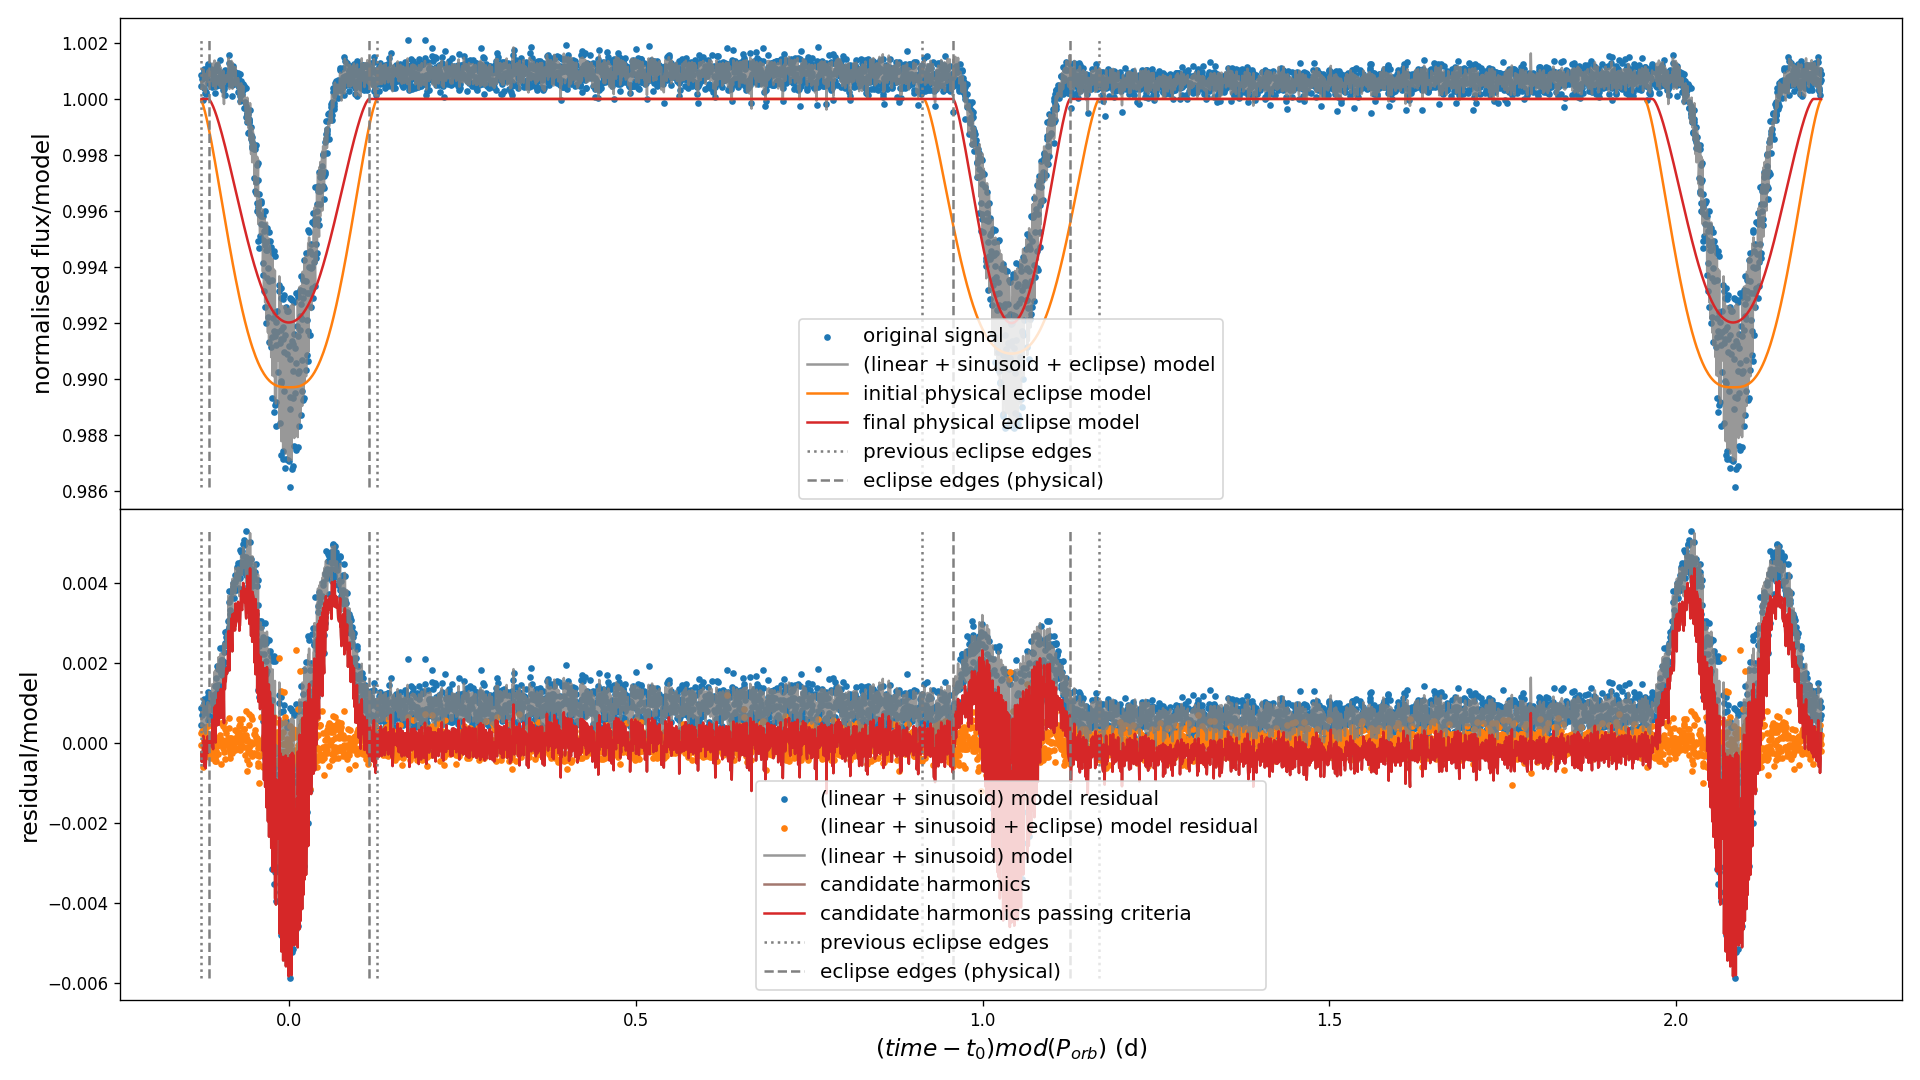 normalised flux/model
1.002
1.000
0.998
0.996
0.994
0.992
0.990
0.988
0.986
original signal
(linear + sinusoid + eclipse) model
initial physical eclipse model
final physical eclipse model
previous eclipse edges
eclipse edges (physical)
residual/model
0.004
0.002
0.000
−0.002
−0.004
−0.006
(linear + sinusoid) model residual
(linear + sinusoid + eclipse) model residual
(linear + sinusoid) model
candidate harmonics
candidate harmonics passing criteria
previous eclipse edges
eclipse edges (physical)
0.0 0.5 1.0 1.5 2.0
(time − t₀)mod(P_orb) (d)